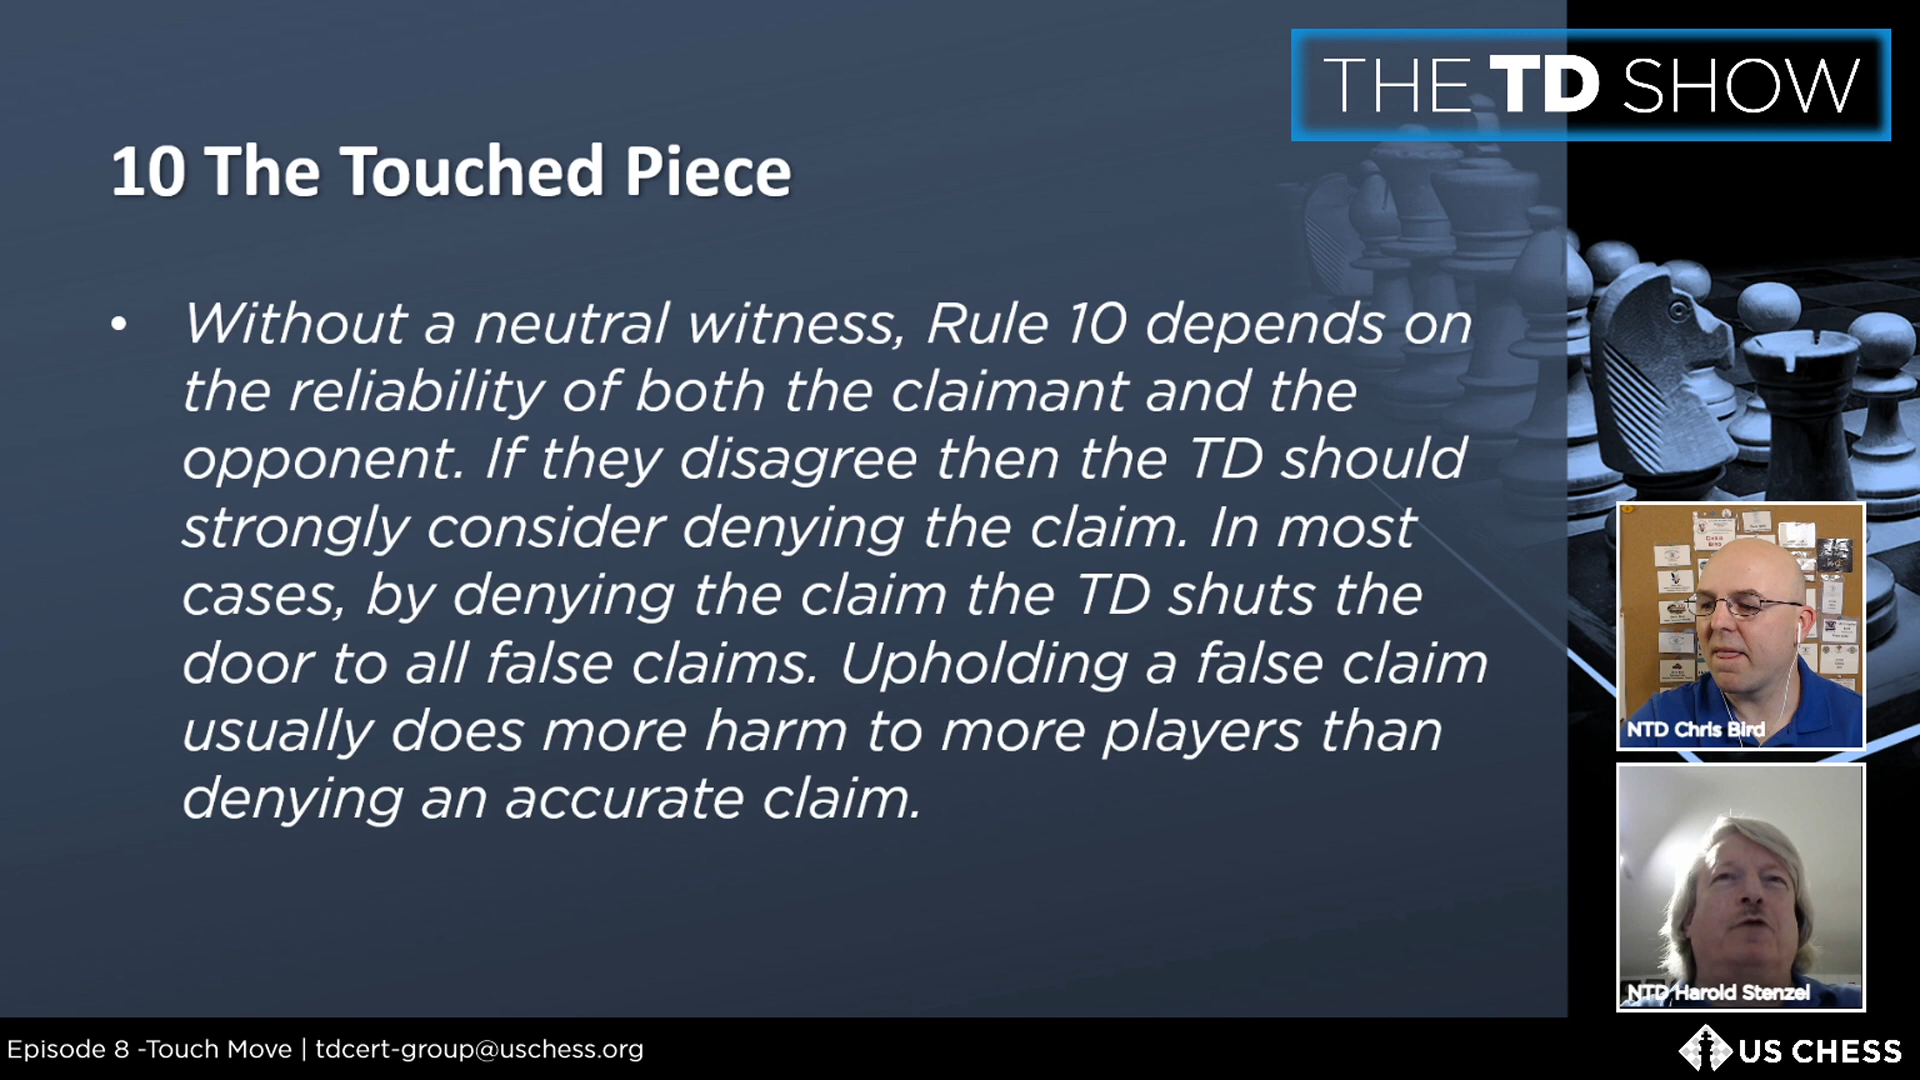 THE TD SHOW
10 The Touched Piece
• Without a neutral witness, Rule 10 depends on
the reliability of both the claimant and the
opponent. If they disagree then the TD should
strongly consider denying the claim. In most
cases, by denying the claim the TD shuts the
door to all false claims. Upholding a false claim
usually does more harm to more players than
denying an accurate claim.
NTD Chris Bird
NTD Harold Stenzel
Episode 8 -Touch Move | tdcert-group@uschess.org
US CHESS